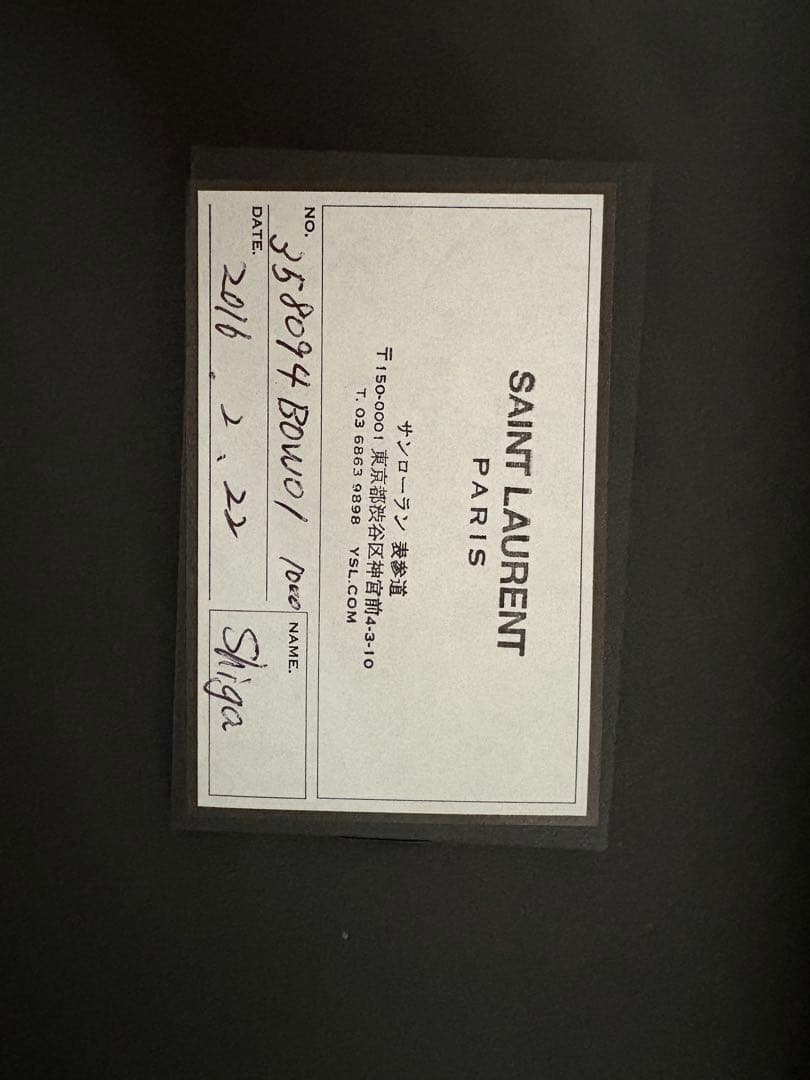 SAINT LAURENT
PARIS
サンローラン 表参道
〒150-0001 東京都渋谷区神宮前4-3-10
T. 03 6863 9898 YSL.COM
NO. 358094 BOW01 1000
DATE. 2016. 2. 22
NAME. Shiga